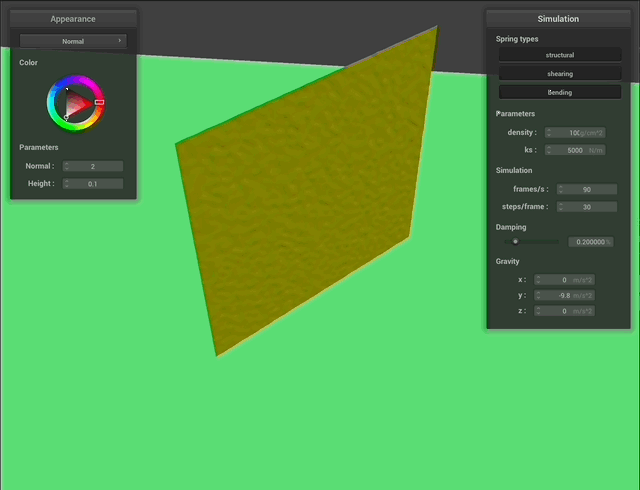 Appearance
Normal
Color
Parameters
Normal : 2
Height : 0.1
Simulation
Spring types
structural
shearing
Bending
Parameters
density : 100 g/cm^2
ks : 5000 N/m
Simulation
frames/s : 90
steps/frame : 30
Damping
0.200000 %
Gravity
x : 0 m/s^2
y : -9.8 m/s^2
z : 0 m/s^2